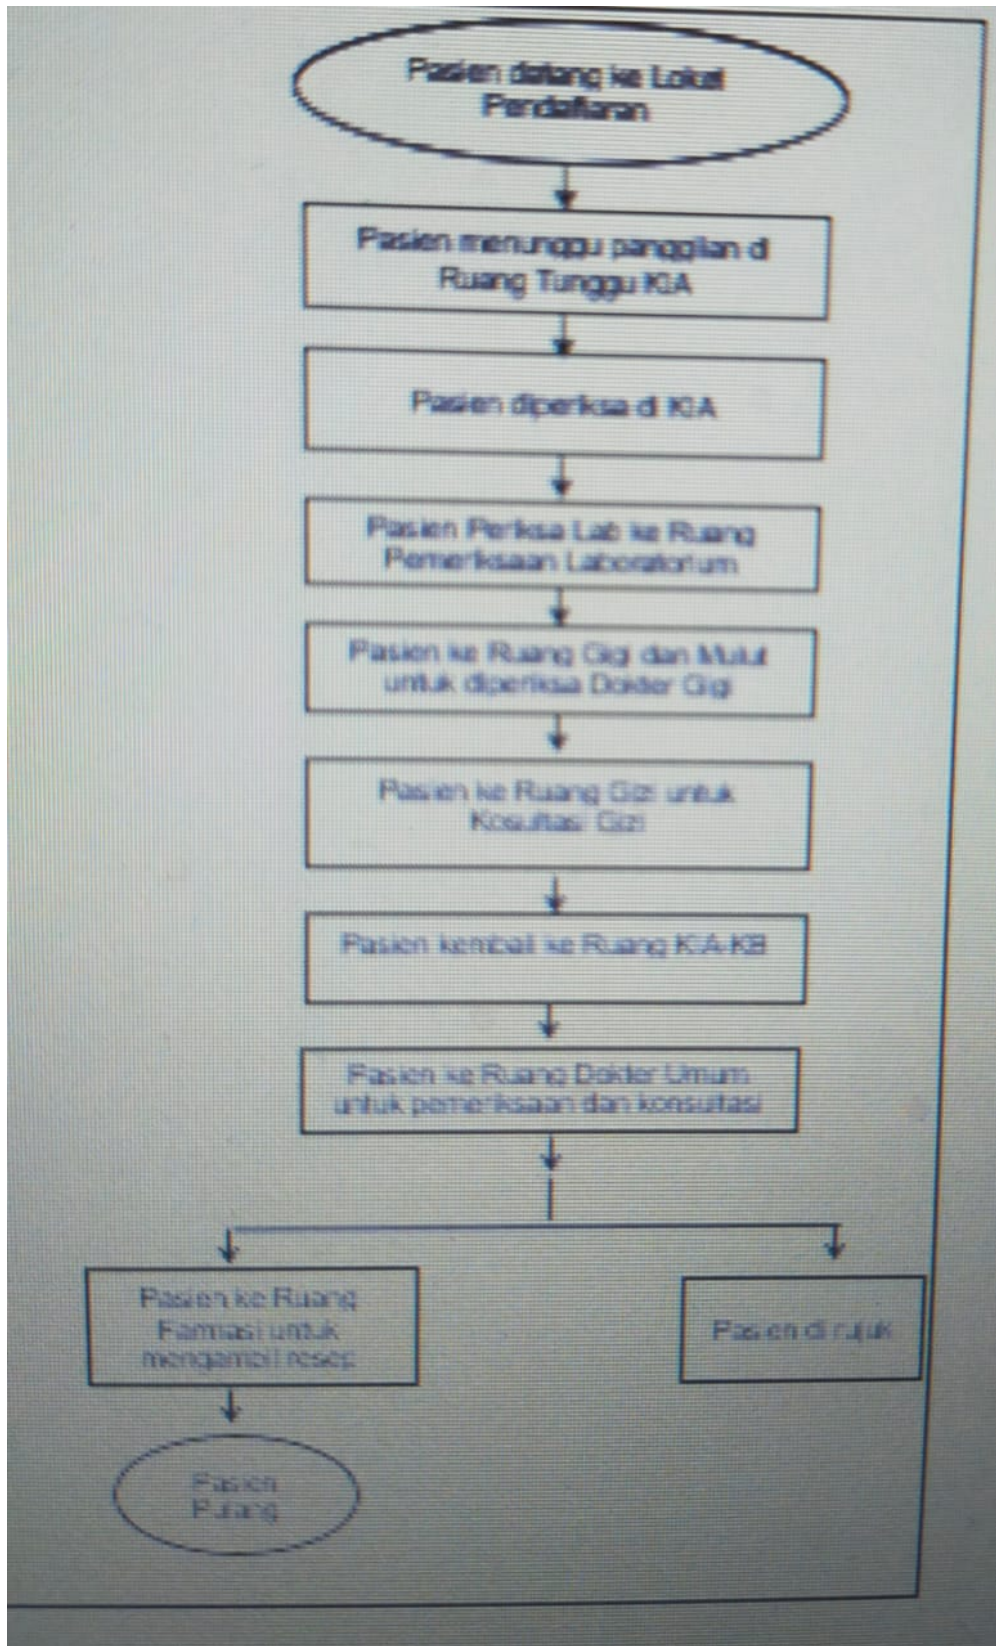 Pasien datang ke Loket
Pendaftaran
Pasien menunggu panggilan di
Ruang Tunggu KIA
Pasien diperiksa di KIA
Pasien Periksa Lab ke Ruang
Pemeriksaan Laboratorium
Pasien ke Ruang Gigi dan Mulut
untuk diperiksa Dokter Gigi
Pasien ke Ruang Gizi untuk
Kosultasi Gizi
Pasien kembali ke Ruang KIA-KB
Pasien ke Ruang Dokter Umum
untuk pemeriksaan dan konsultasi
Pasien ke Ruang
Farmasi untuk
mengambil resep
Pasien di rujuk
Pasien
Pulang